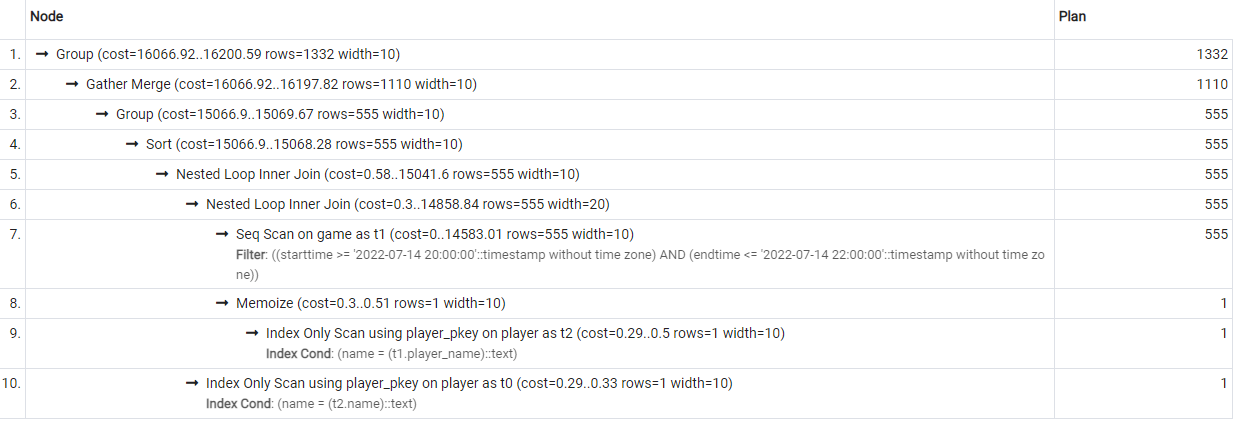 Node Plan
1. → Group (cost=16066.92..16200.59 rows=1332 width=10) 1332
2. → Gather Merge (cost=16066.92..16197.82 rows=1110 width=10) 1110
3. → Group (cost=15066.9..15069.67 rows=555 width=10) 555
4. → Sort (cost=15066.9..15068.28 rows=555 width=10) 555
5. → Nested Loop Inner Join (cost=0.58..15041.6 rows=555 width=10) 555
6. → Nested Loop Inner Join (cost=0.3..14858.84 rows=555 width=20) 555
7. → Seq Scan on game as t1 (cost=0..14583.01 rows=555 width=10) 555
Filter: ((starttime >= '2022-07-14 20:00:00'::timestamp without time zone) AND (endtime <= '2022-07-14 22:00:00'::timestamp without time zo
ne))
8. → Memoize (cost=0.3..0.51 rows=1 width=10) 1
9. → Index Only Scan using player_pkey on player as t2 (cost=0.29..0.5 rows=1 width=10) 1
Index Cond: (name = (t1.player_name)::text)
10. → Index Only Scan using player_pkey on player as t0 (cost=0.29..0.33 rows=1 width=10) 1
Index Cond: (name = (t2.name)::text)